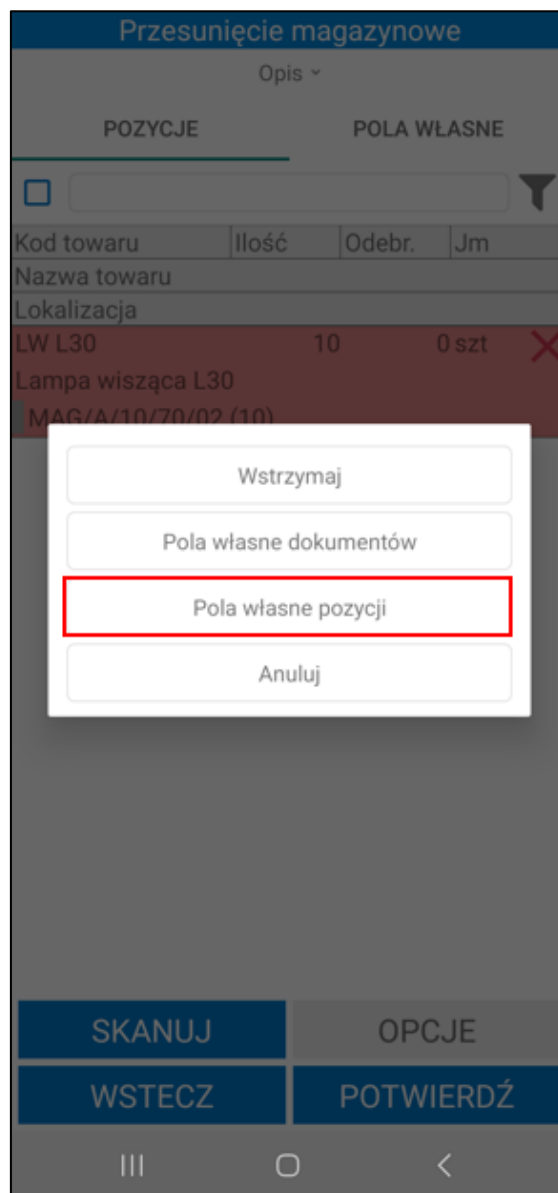 Przesunięcie magazynowe
Opis
POZYCJE POLA WŁASNE
Kod towaru Ilość Odebr. Jm
Nazwa towaru
Lokalizacja
LW L30 10 0 szt
Lampa wisząca L30
MAG/A/10/70/02 (10)
Wstrzymaj
Pola własne dokumentów
Pola własne pozycji
Anuluj
SKANUJ OPCJE
WSTECZ POTWIERDŹ